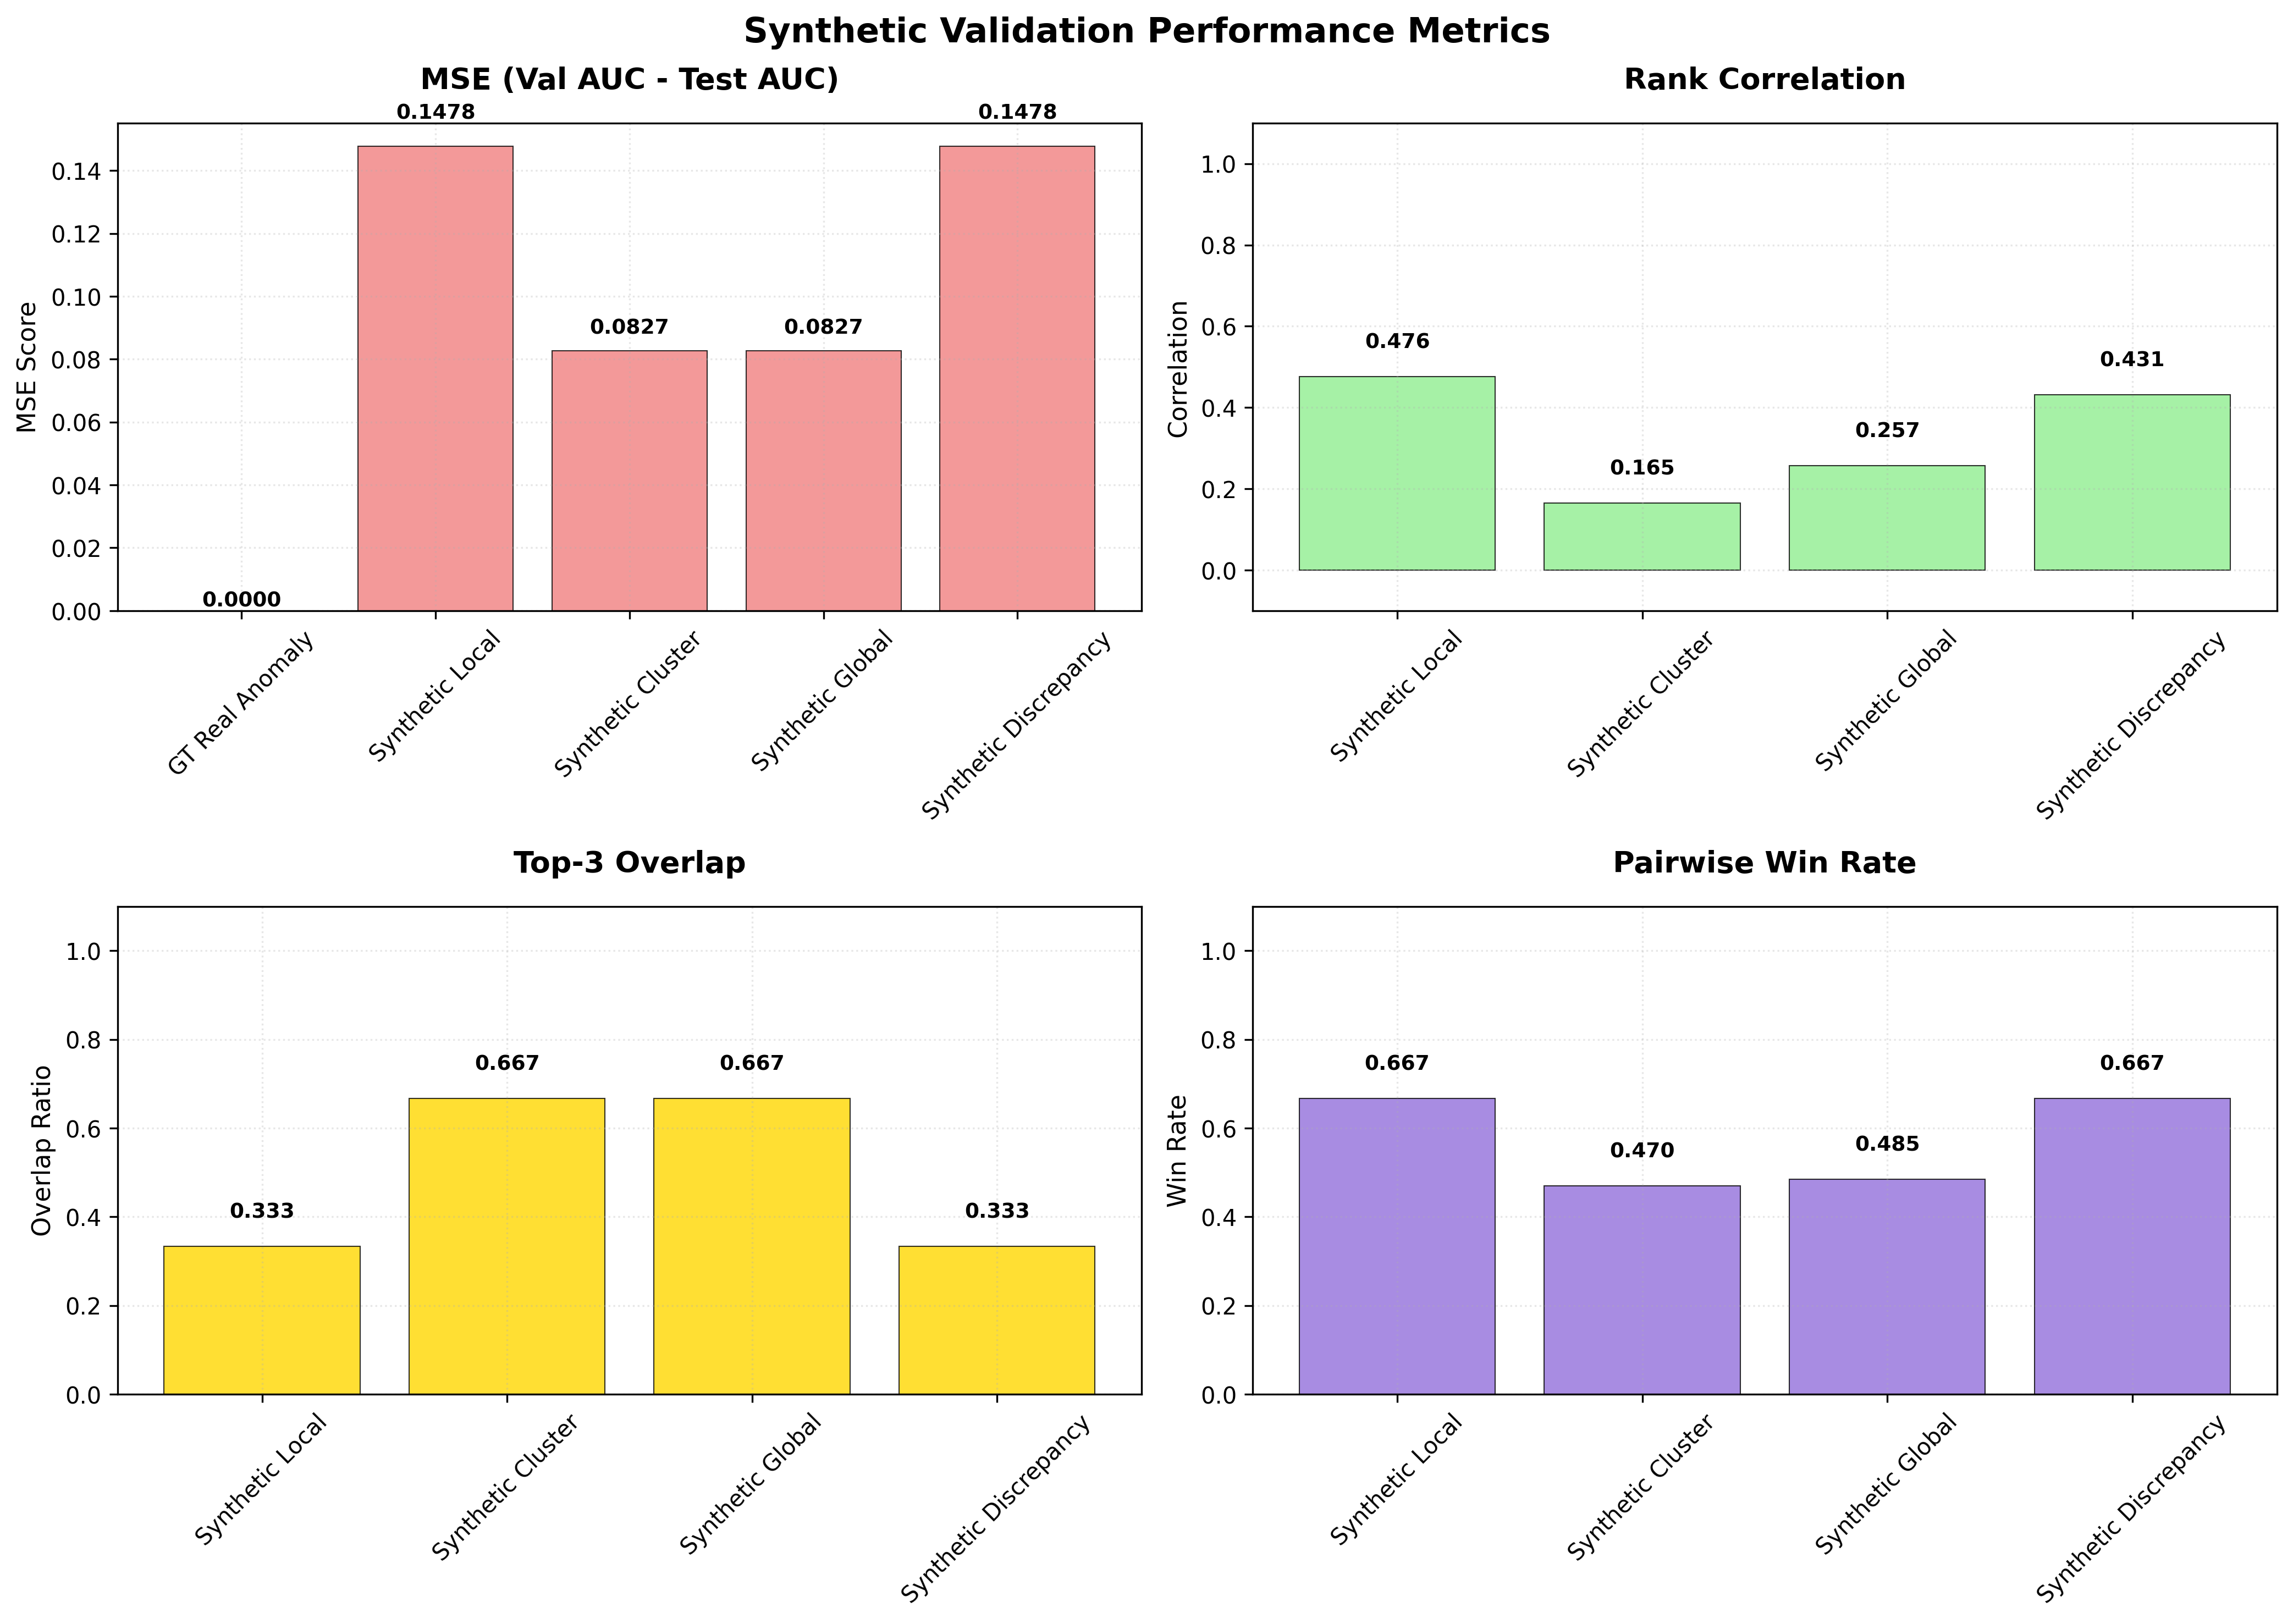 Synthetic Validation Performance Metrics
MSE (Val AUC - Test AUC)
MSE Score
0.14
0.12
0.10
0.08
0.06
0.04
0.02
0.00
0.0000
0.1478
0.0827
0.0827
0.1478
GT Real Anomaly
Synthetic Local
Synthetic Cluster
Synthetic Global
Synthetic Discrepancy
Rank Correlation
Correlation
1.0
0.8
0.6
0.4
0.2
0.0
0.476
0.165
0.257
0.431
Synthetic Local
Synthetic Cluster
Synthetic Global
Synthetic Discrepancy
Top-3 Overlap
Overlap Ratio
1.0
0.8
0.6
0.4
0.2
0.0
0.333
0.667
0.667
0.333
Synthetic Local
Synthetic Cluster
Synthetic Global
Synthetic Discrepancy
Pairwise Win Rate
Win Rate
1.0
0.8
0.6
0.4
0.2
0.0
0.667
0.470
0.485
0.667
Synthetic Local
Synthetic Cluster
Synthetic Global
Synthetic Discrepancy